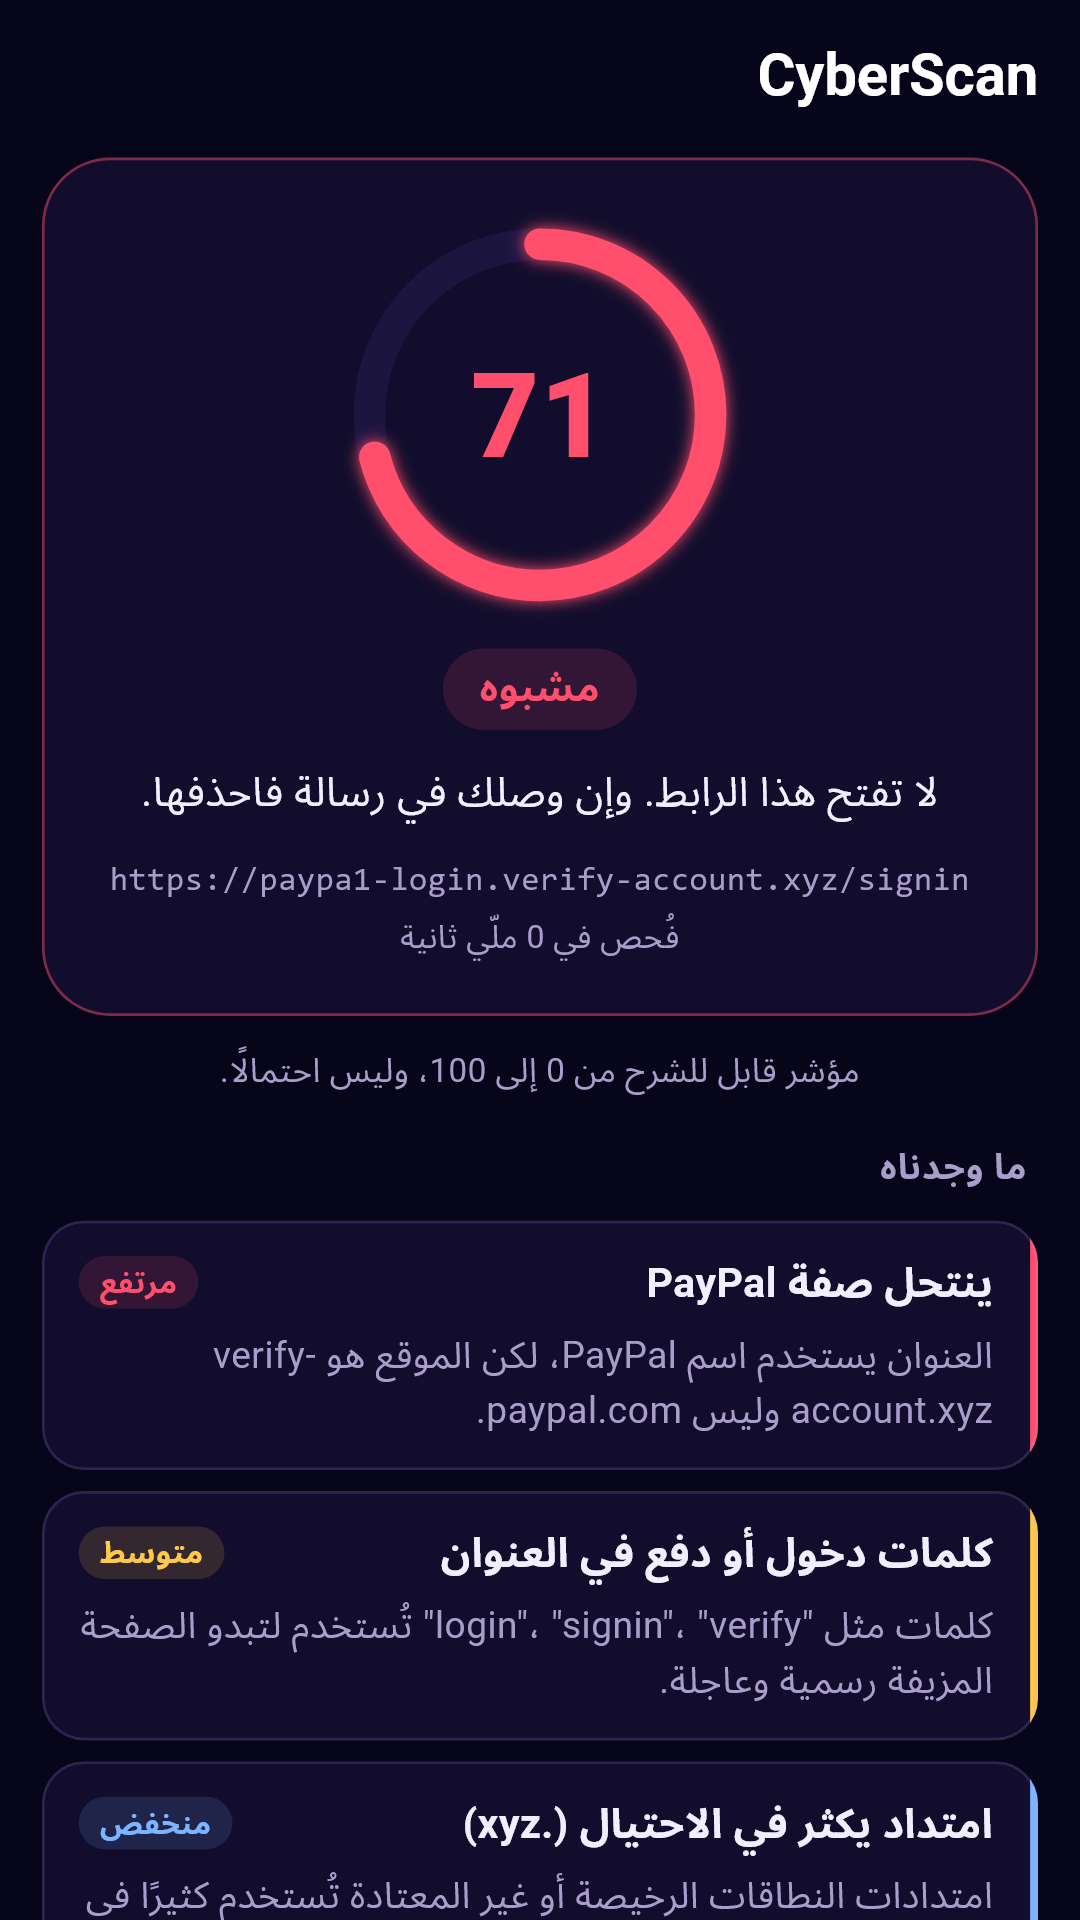 CyberScan
71
مشبوه
لا تفتح هذا الرابط. وإن وصلك في رسالة فاحذفها.
https://paypa1-login.verify-account.xyz/signin
فُحص في 0 ملّي ثانية
مؤشر قابل للشرح من 0 إلى 100، وليس احتمالًا.
ما وجدناه
ينتحل صفة PayPal
مرتفع
العنوان يستخدم اسم PayPal، لكن الموقع هو verify-
account.xyz وليس paypal.com.
كلمات دخول أو دفع في العنوان
متوسط
كلمات مثل "verify"، "signin"، "login" تُستخدم لتبدو الصفحة
المزيفة رسمية وعاجلة.
امتداد يكثر في الاحتيال (.xyz)
منخفض
امتدادات النطاقات الرخيصة أو غير المعتادة تُستخدم كثيرًا في